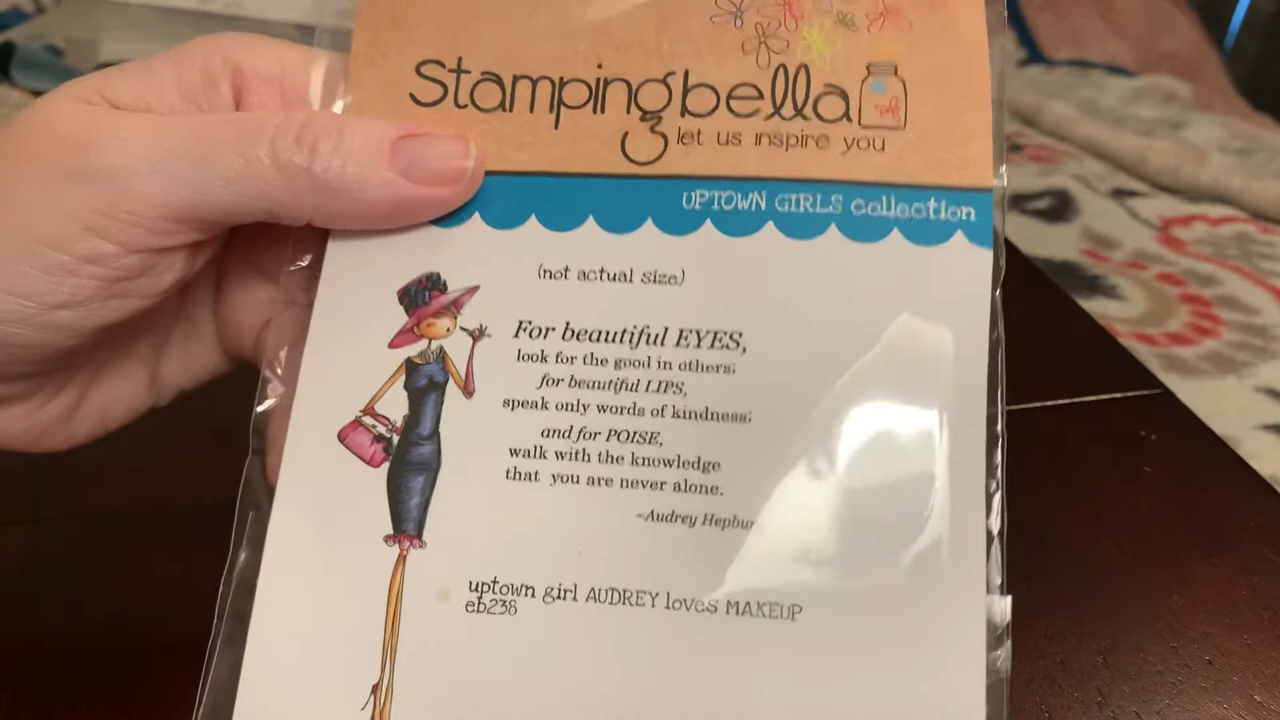 Stampingbella
let us inspire you
UPTOWN GIRLS collection
(not actual size)
For beautiful EYES,
look for the good in others;
for beautiful LIPS,
speak only words of kindness;
and for POISE,
walk with the knowledge
that you are never alone.
~Audrey Hepbur
uptown girl AUDREY loves MAKEUP
eb238